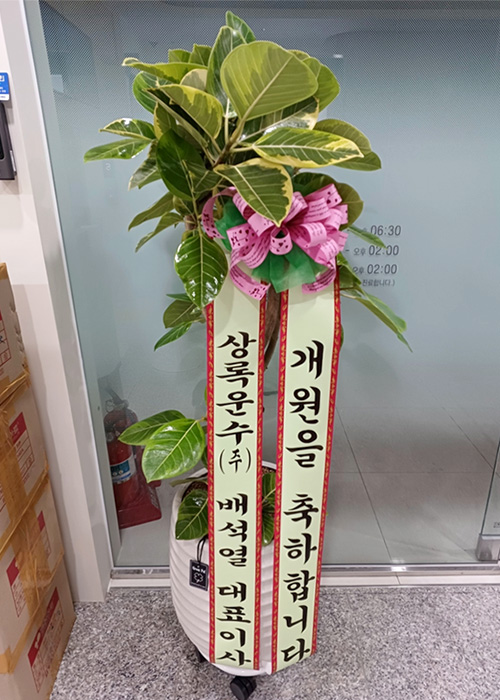 06:30
- 오후 02:00
오후 02:00
개원을 축하합니다
상록운수(주) 배석열 대표이사